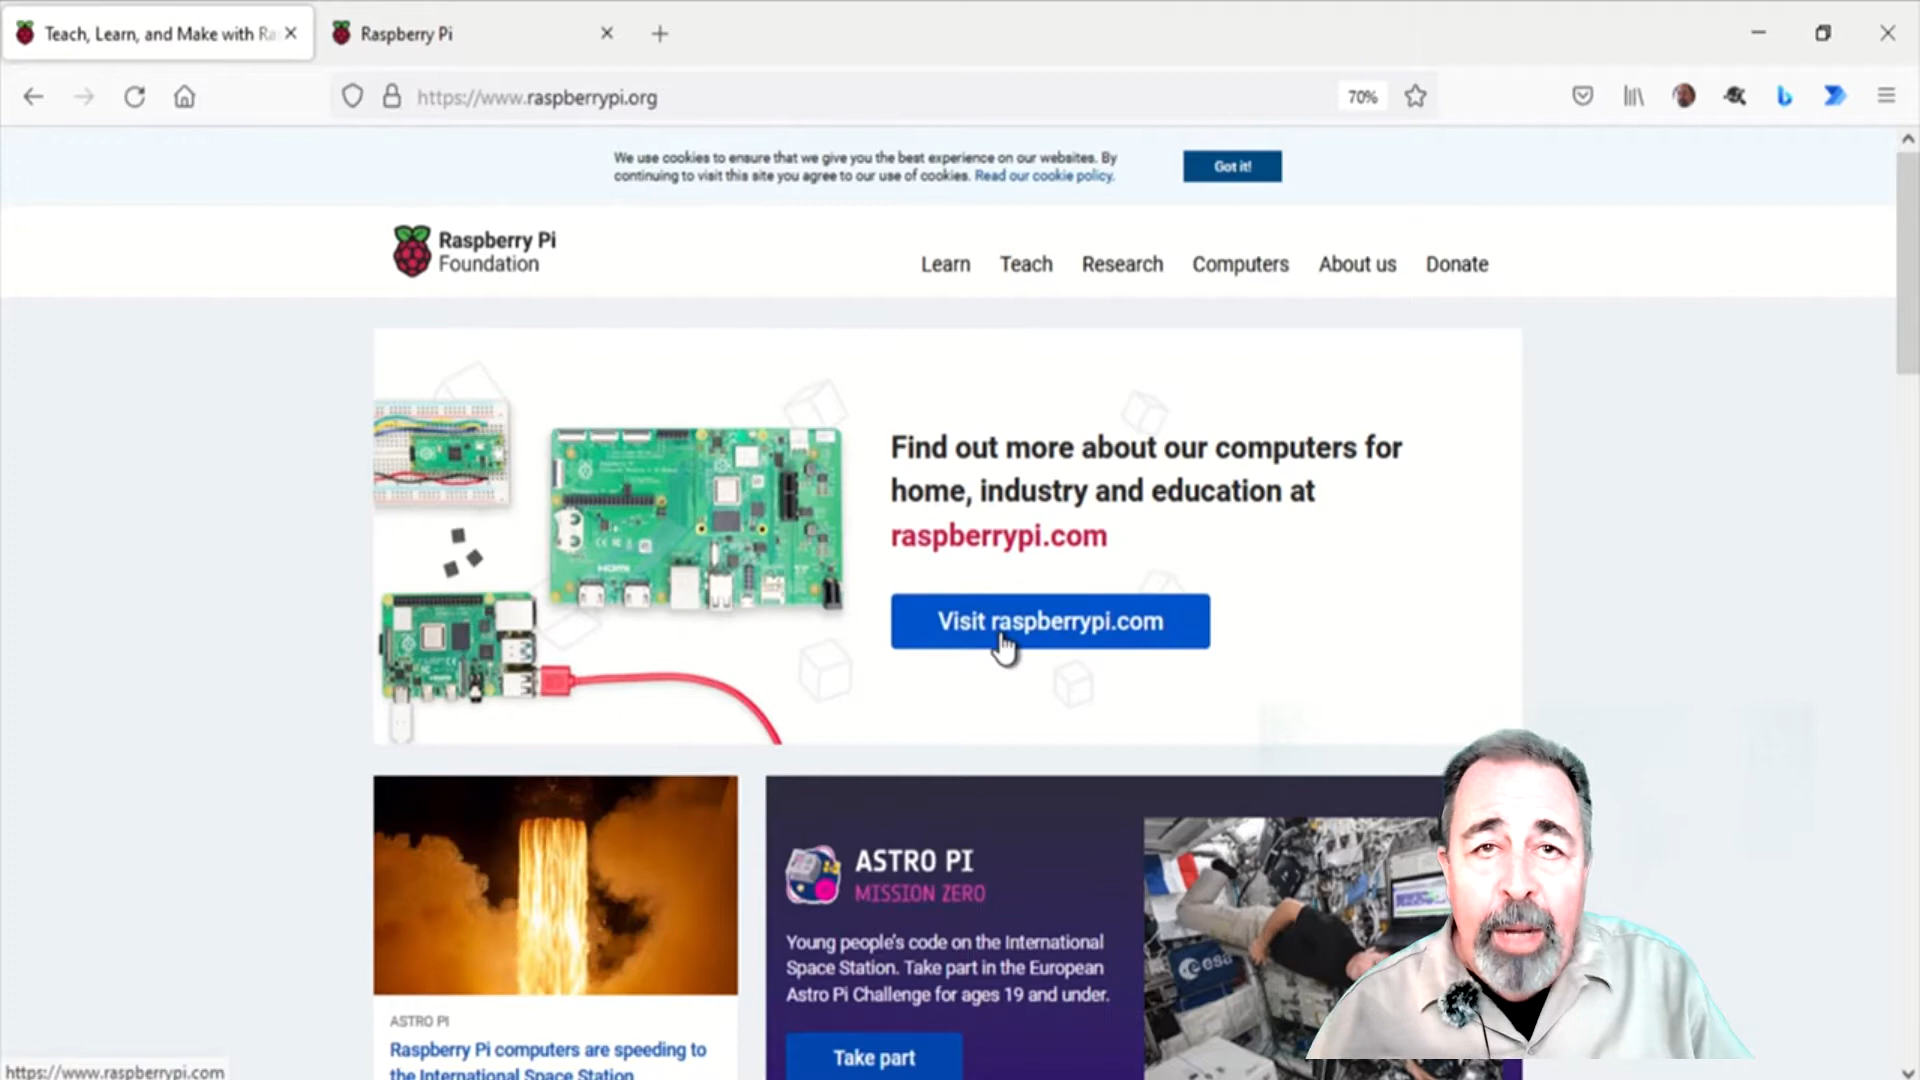 Teach, Learn, and Make with Ra
Raspberry Pi
https://www.raspberrypi.org
70%
We use cookies to ensure that we give you the best experience on our websites. By
continuing to visit this site you agree to our use of cookies. Read our cookie policy.
Got it!
Raspberry Pi
Foundation
Learn Teach Research Computers About us Donate
Find out more about our computers for
home, industry and education at
raspberrypi.com
Visit raspberrypi.com
HDMI
ASTRO PI
MISSION ZERO
Young people's code on the International
Space Station. Take part in the European
Astro Pi Challenge for ages 19 and under.
Take part
esa
ASTRO PI
Raspberry Pi computers are speeding to
the International Space Station
https://www.raspberrypi.com